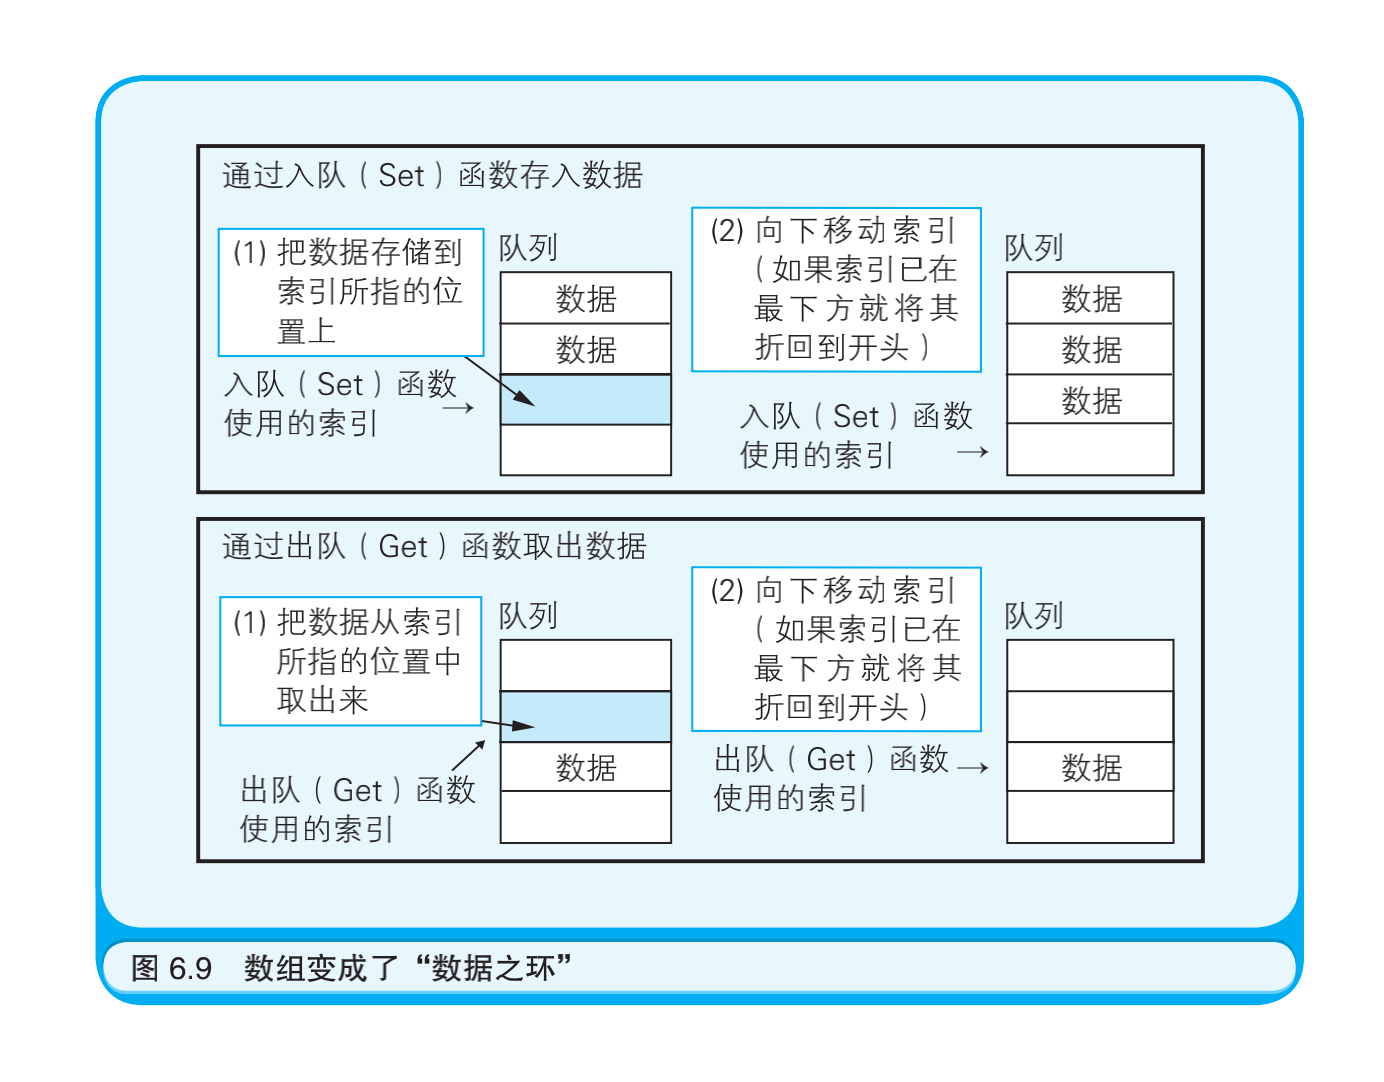 通过入队（Set）函数存入数据
(1) 把数据存储到
索引所指的位
置上
队列
数据
数据
入队（Set）函数
使用的索引
→
(2) 向下移动索引
（如果索引已在
最下方就将其
折回到开头）
队列
数据
数据
数据
入队（Set）函数
使用的索引 →
通过出队（Get）函数取出数据
(1) 把数据从索引
所指的位置中
取出来
队列
数据
出队（Get）函数
使用的索引
(2) 向下移动索引
（如果索引已在
最下方就将其
折回到开头）
队列
数据
出队（Get）函数 →
使用的索引
图 6.9 数组变成了“数据之环”